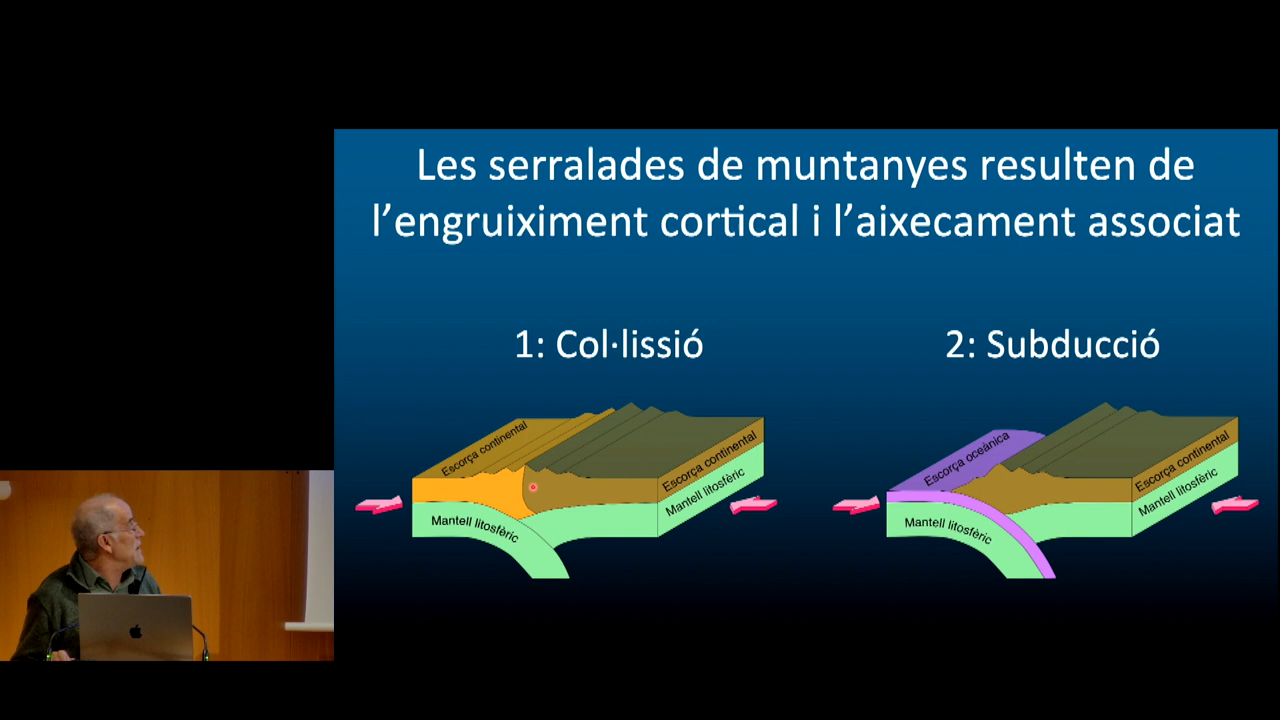 Les serralades de muntanyes resulten de
l’engruiximent cortical i l’aixecament associat
1: Col·lissió
2: Subducció
Escorça continental
Escorça continental
Mantell litosfèric
Mantell litosfèric
Escorça oceànica
Escorça continental
Mantell litosfèric
Mantell litosfèric